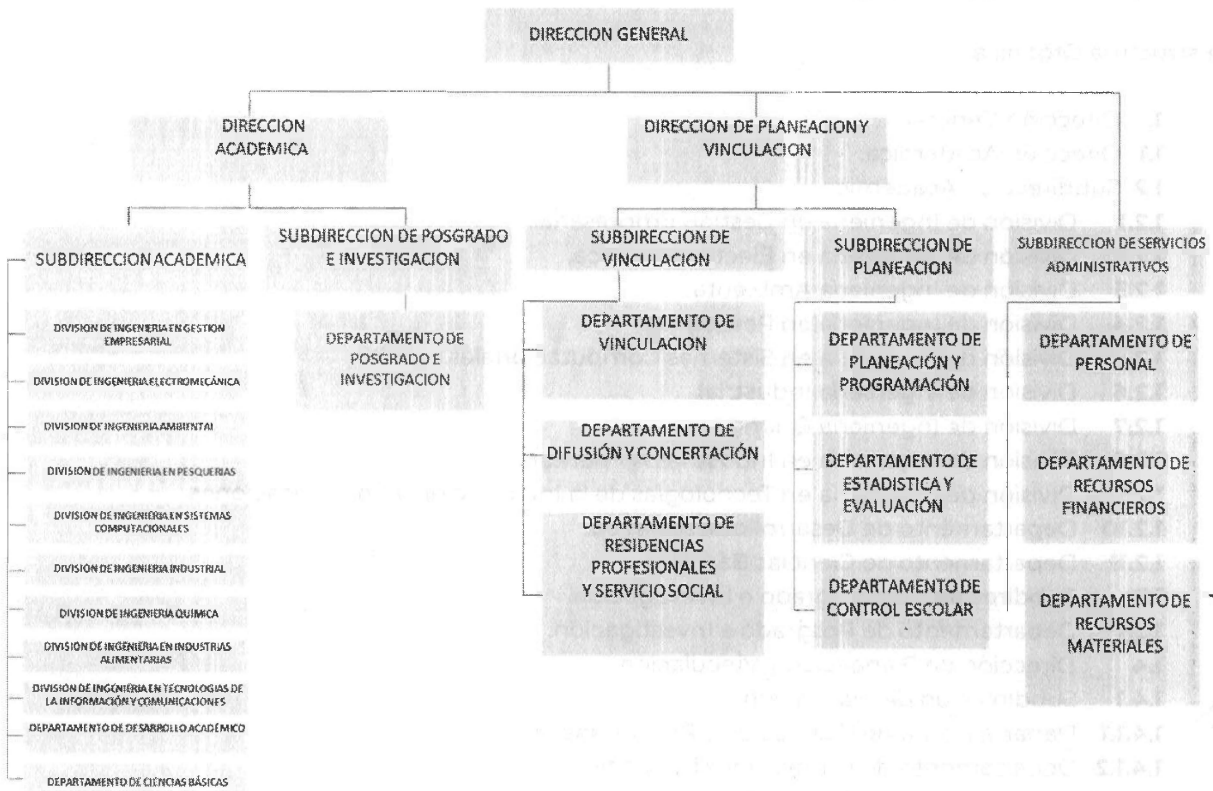 DIRECCION GENERAL
DIRECCION
ACADEMICA
DIRECCION DE PLANEACION Y
VINCULACION
SUBDIRECCION ACADEMICA
SUBDIRECCION DE POSGRADO
E INVESTIGACION
SUBDIRECCION DE
VINCULACION
SUBDIRECCION DE
PLANEACION
SUBDIRECCION DE SERVICIOS
ADMINISTRATIVOS
DIVISION DE INGENIERIA EN GESTION
EMPRESARIAL
DIVISION DE INGENIERIA ELECTROMECÁNICA
DIVISION DE INGENIERIA AMBIENTAL
DIVISION DE INGENIERIA EN PESQUERIAS
DIVISION DE INGENIERIA EN SISTEMAS
COMPUTACIONALES
DIVISION DE INGENIERIA INDUSTRIAL
DIVISION DE INGENIERIA QUÍMICA
DIVISION DE INGENIERIA EN INDUSTRIAS
ALIMENTARIAS
DIVISION DE INGENIERIA EN TECNOLOGIAS DE
LA INFORMACIÓN Y COMUNICACIONES
DEPARTAMENTO DE DESARROLLO ACADÉMICO
DEPARTAMENTO DE CIENCIAS BÁSICAS
DEPARTAMENTO DE
POSGRADO E
INVESTIGACION
DEPARTAMENTO DE
VINCULACION
DEPARTAMENTO DE
DIFUSIÓN Y CONCERTACIÓN
DEPARTAMENTO DE
RESIDENCIAS
PROFESIONALES
Y SERVICIO SOCIAL
DEPARTAMENTO DE
PLANEACIÓN Y
PROGRAMACIÓN
DEPARTAMENTO DE
ESTADISTICA Y
EVALUACIÓN
DEPARTAMENTO DE
CONTROL ESCOLAR
DEPARTAMENTO DE
PERSONAL
DEPARTAMENTO DE
RECURSOS
FINANCIEROS
DEPARTAMENTO DE
RECURSOS
MATERIALES